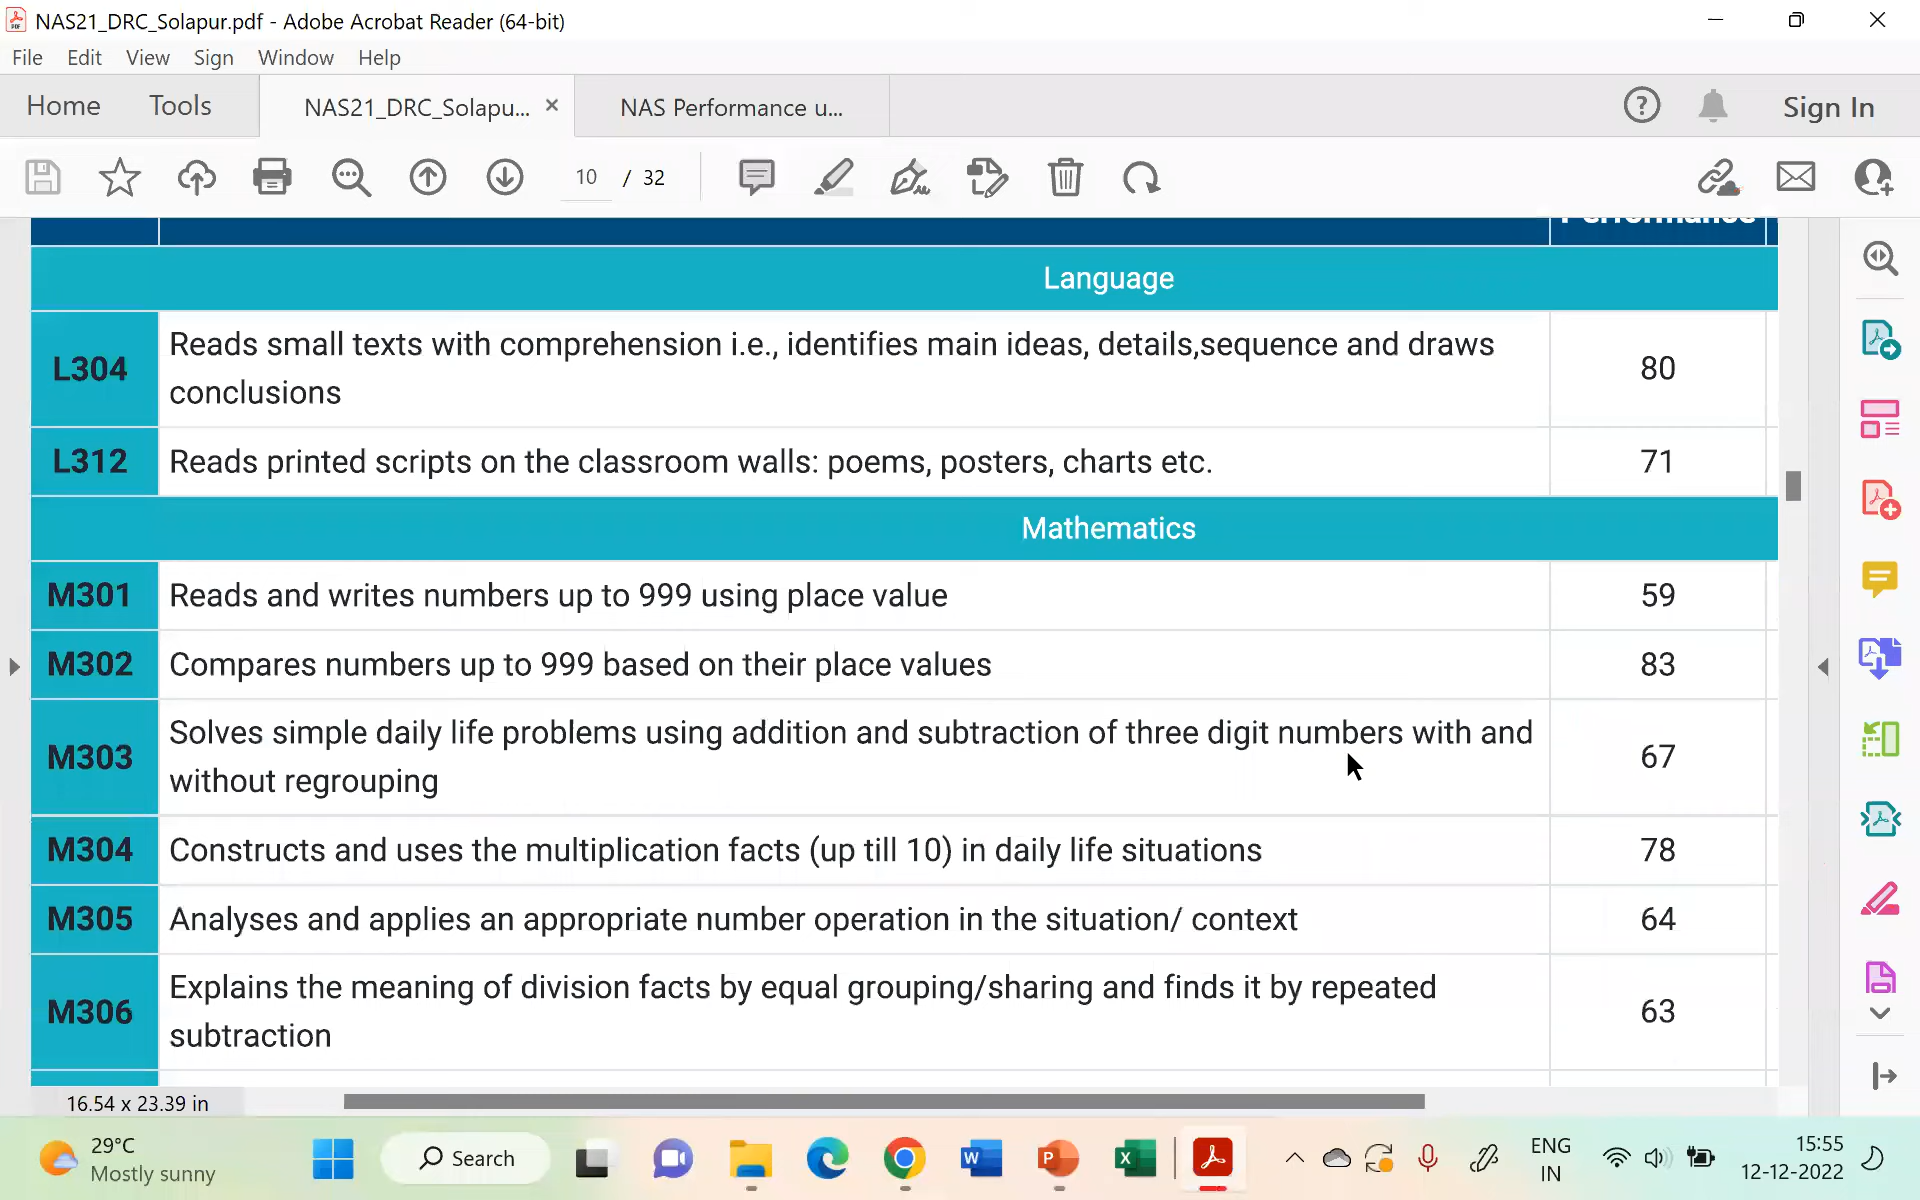 NAS21_DRC_Solapur.pdf - Adobe Acrobat Reader (64-bit)
File Edit View Sign Window Help
Home Tools NAS21_DRC_Solapu... × NAS Performance u... Sign In
10 / 32
Performance
Language
L304 Reads small texts with comprehension i.e., identifies main ideas, details,sequence and draws 80
conclusions
L312 Reads printed scripts on the classroom walls: poems, posters, charts etc. 71
Mathematics
M301 Reads and writes numbers up to 999 using place value 59
M302 Compares numbers up to 999 based on their place values 83
M303 Solves simple daily life problems using addition and subtraction of three digit numbers with and 67
without regrouping
M304 Constructs and uses the multiplication facts (up till 10) in daily life situations 78
M305 Analyses and applies an appropriate number operation in the situation/ context 64
M306 Explains the meaning of division facts by equal grouping/sharing and finds it by repeated 63
subtraction
16.54 x 23.39 in
29°C
Mostly sunny
Search
ENG
IN
15:55
12-12-2022